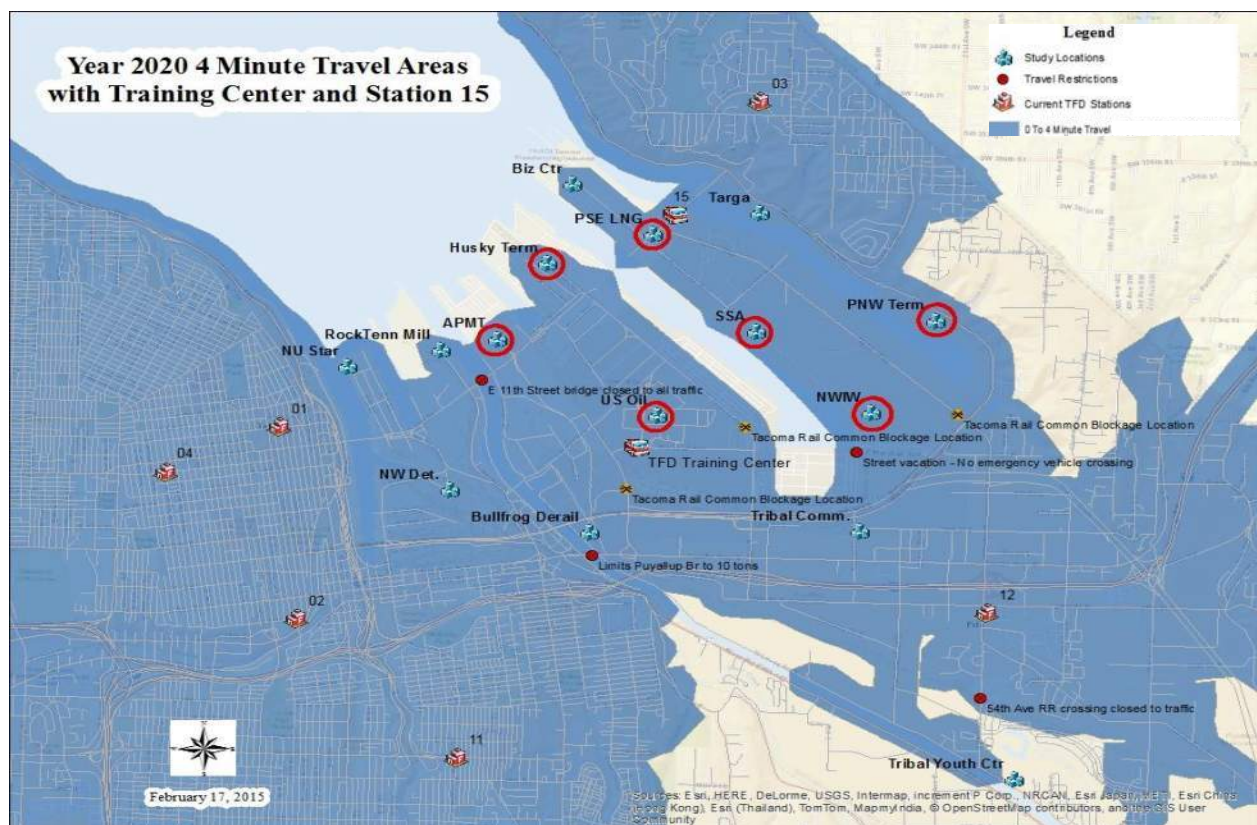 Year 2020 4 Minute Travel Areas
with Training Center and Station 15
Legend
Study Locations
Travel Restrictions
Current TFD Stations
0 To 4 Minute Travel
03
Biz Ctr
15
Targa
PSE LNG
Husky Term
PNW Term
SSA
APMT
RockTenn Mill
NU Star
E 11th Street bridge closed to all traffic
US Oil
NWIW
01
Tacoma Rail Common Blockage Location
Tacoma Rail Common Blockage Location
04
TFD Training Center
Street vacation - No emergency vehicle crossing
NW Det.
Tacoma Rail Common Blockage Location
Bullfrog Derail
Tribal Comm.
Limits Puyallup Br to 10 tons
02
12
54th Ave RR crossing closed to traffic
11
Tribal Youth Ctr
February 17, 2015
Sources: Esri, HERE, DeLorme, USGS, Intermap, increment P Corp., NRCAN, Esri Japan, METI, Esri China
(Hong Kong), Esri (Thailand), TomTom, MapmyIndia, © OpenStreetMap contributors, and the GIS User
Community